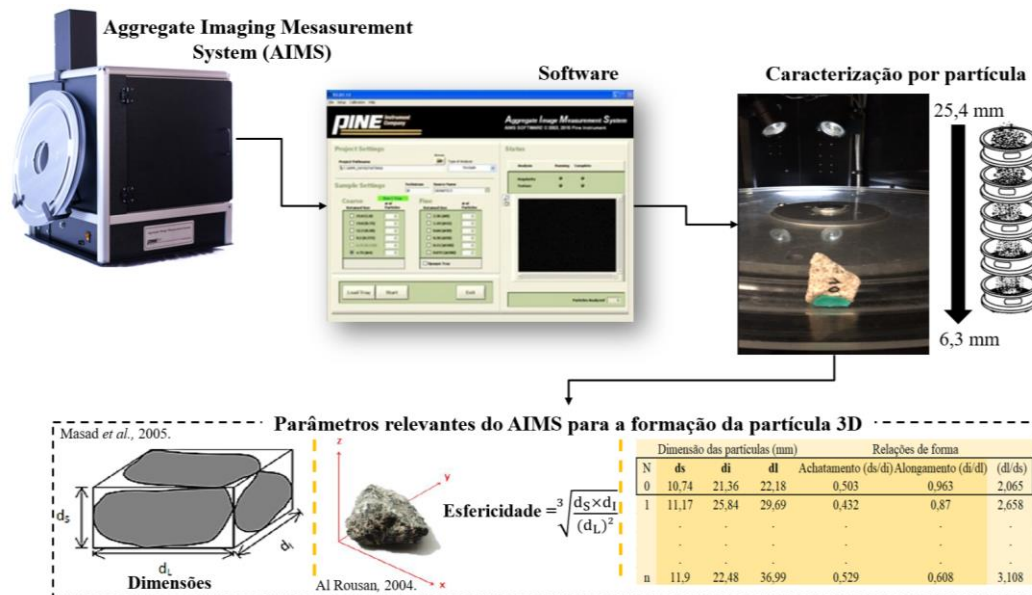 Aggregate Imaging Mesasurement
System (AIMS)
Software
Caracterização por partícula
PINE Instrument Company
Aggregate Image Measurement System
Project Settings
Status
Sample Settings
Coarse
Fine
Load Tray
Start
Exit
Particles Analyzed
10
25,4 mm
6,3 mm
Parâmetros relevantes do AIMS para a formação da partícula 3D
Masad et al., 2005.
dS
dL
dI
Dimensões
z
y
x
Al Rousan, 2004.
Esfericidade = ∛((dS×dI)/(dL)²)
Dimensão das partículas (mm) Relações de forma
N ds di dl Achatamento (ds/di) Alongamento (di/dl) (dl/ds)
0 10,74 21,36 22,18 0,503 0,963 2,065
1 11,17 25,84 29,69 0,432 0,87 2,658
. . . . . .
. . . . . .
. . . . . .
n 11,9 22,48 36,99 0,529 0,608 3,108